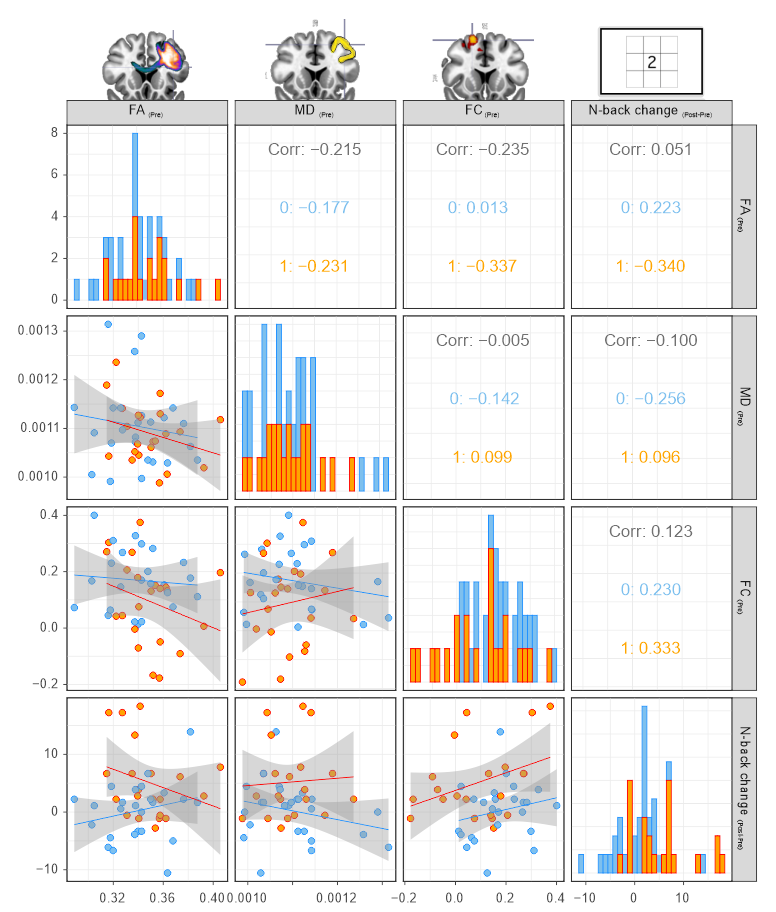 2
FA (Pre)
MD (Pre)
FC (Pre)
N-back change (Post-Pre)
8
6
4
2
0
Corr: −0.215
0: −0.177
1: −0.231
Corr: −0.235
0: 0.013
1: −0.337
Corr: 0.051
0: 0.223
1: −0.340
FA (Pre)
0.0013
0.0012
0.0011
0.0010
Corr: −0.005
0: −0.142
1: 0.099
Corr: −0.100
0: −0.256
1: 0.096
MD (Pre)
0.4
0.2
0.0
−0.2
Corr: 0.123
0: 0.230
1: 0.333
FC (Pre)
10
0
−10
N-back change (Post-Pre)
0.32 0.36 0.40
0.0010 0.0012
−0.2 0.0 0.2 0.4
−10 0 10